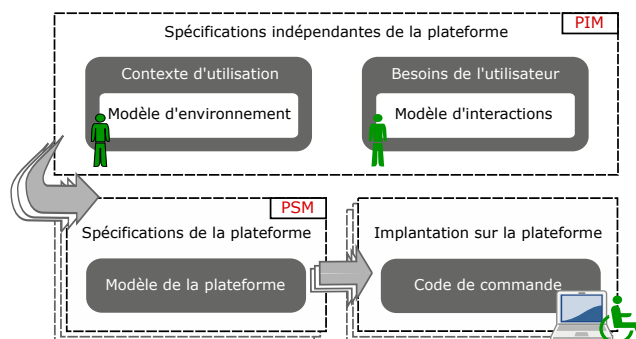 PIM
Spécifications indépendantes de la plateforme
Contexte d'utilisation
Besoins de l'utilisateur
Modèle d'environnement
Modèle d'interactions
PSM
Spécifications de la plateforme
Implantation sur la plateforme
Modèle de la plateforme
Code de commande